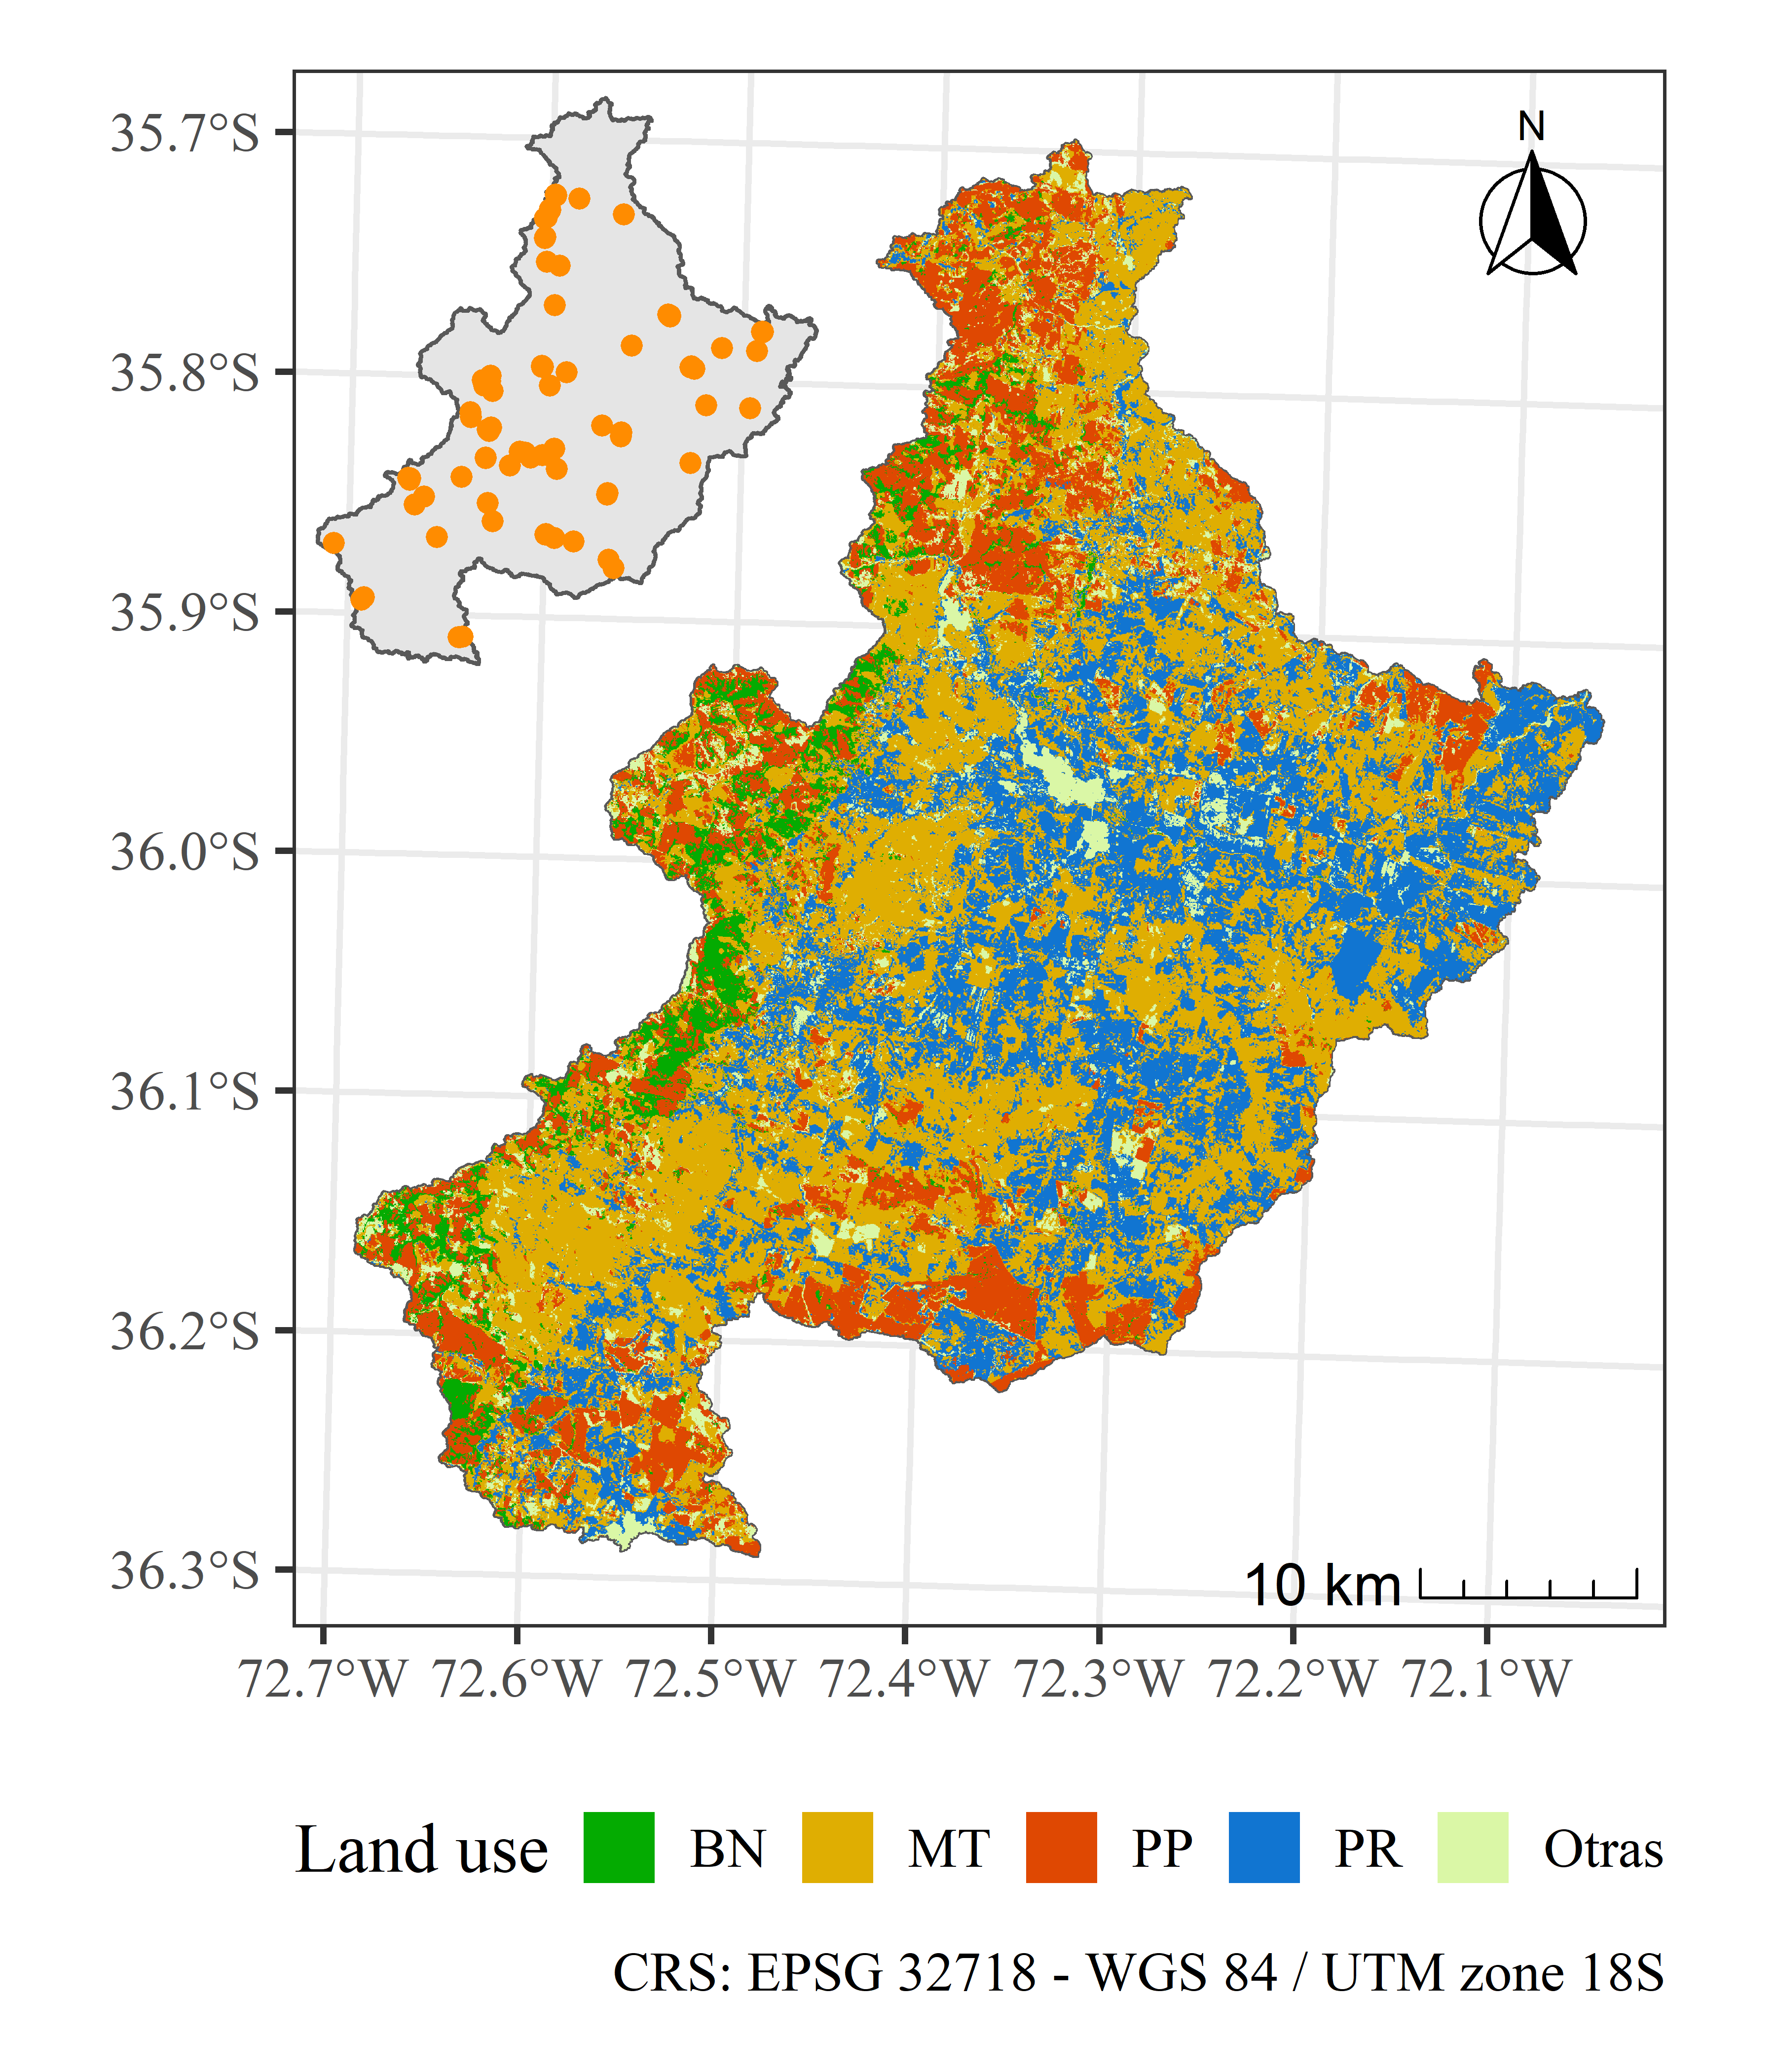 N
35.7°S
35.8°S
35.9°S
36.0°S
36.1°S
36.2°S
36.3°S
10 km
72.7°W 72.6°W 72.5°W 72.4°W 72.3°W 72.2°W 72.1°W
Land use BN MT PP PR Otras
CRS: EPSG 32718 - WGS 84 / UTM zone 18S